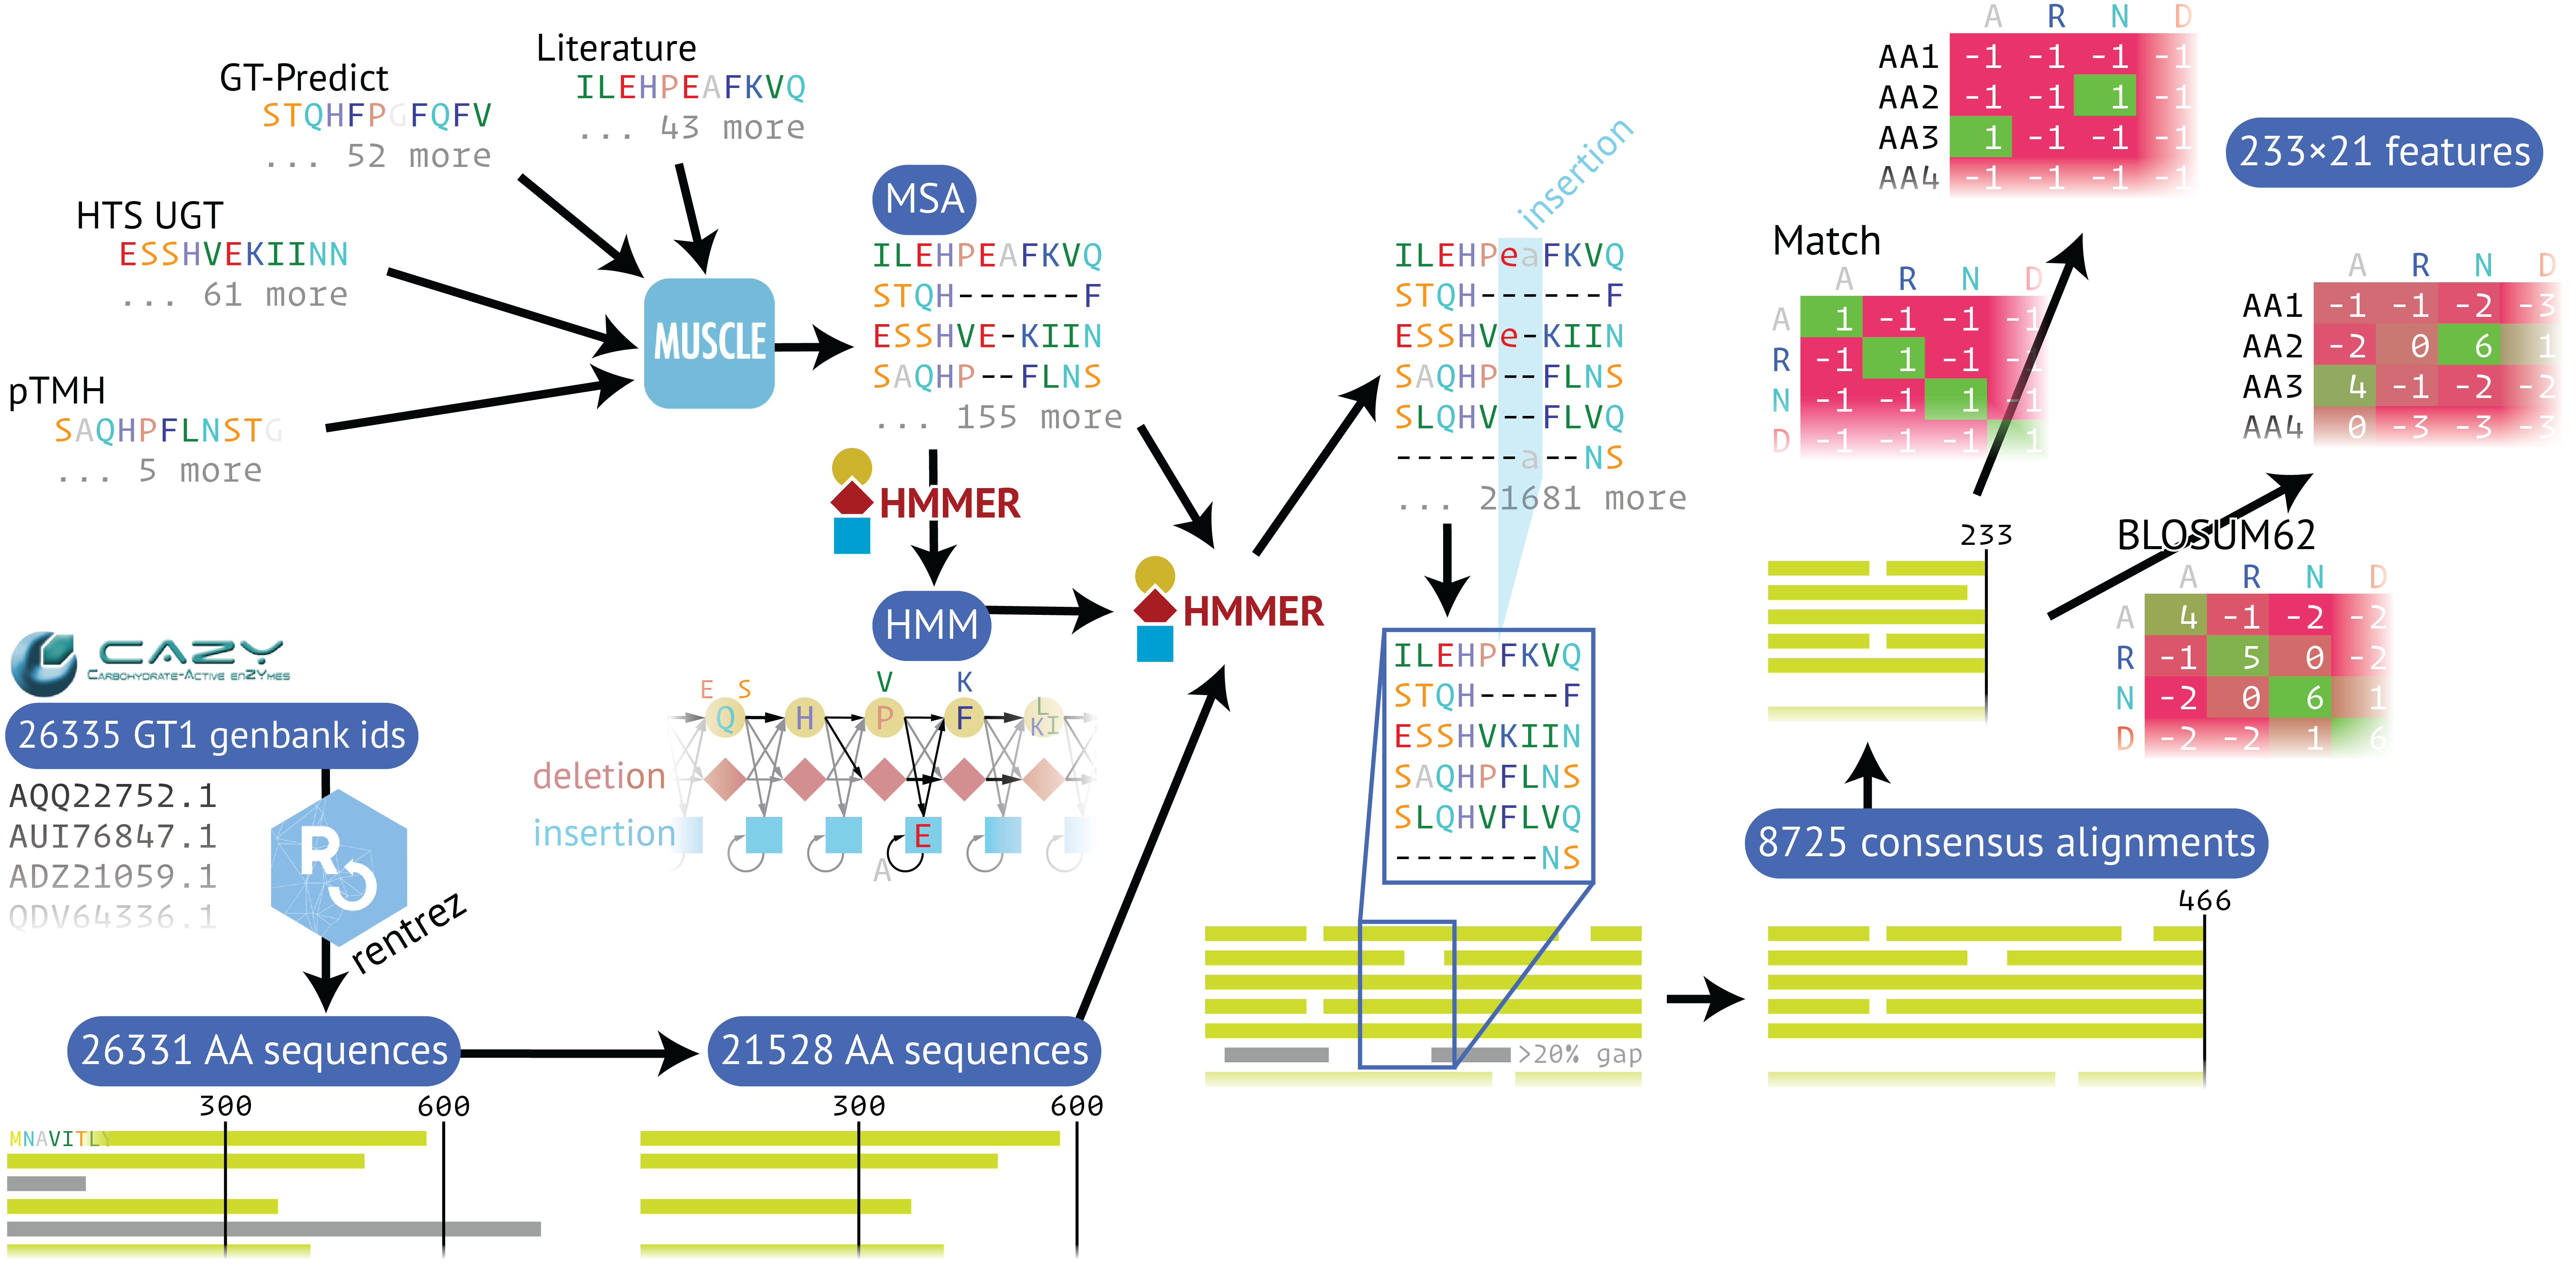 Literature
ILEHPEAFKVQ
... 43 more
GT-Predict
STQHFPGFQFV
... 52 more
HTS UGT
ESSHVEKIINN
... 61 more
pTMH
SAQHPFLNSTG
... 5 more
MUSCLE
MSA
ILEHPEAFKVQ
STQH------F
ESSHVE-KIIN
SAQHP--FLNS
... 155 more
HMMER
HMM
HMMER
E S V K L
Q H P F KI
deletion
insertion
E
A
CAZY
CARBOHYDRATE-ACTIVE ENZYMES
26335 GT1 genbank ids
AQQ22752.1
AUI76847.1
ADZ21059.1
QDV64336.1
R
rentrez
26331 AA sequences
300 600
MNAVITLY
21528 AA sequences
300 600
insertion
ILEHPeaFKVQ
STQH------F
ESSHVe-KIIN
SAQHP--FLNS
SLQHV--FLVQ
------a--NS
... 21681 more
ILEHPFKVQ
STQH----F
ESSHVKIIN
SAQHPFLNS
SLQHVFLVQ
-------NS
>20% gap
466
8725 consensus alignments
233
Match
A R N D
A 1 -1 -1 -1
R -1 1 -1 -1
N -1 -1 1 -1
D -1 -1 -1 1
A R N D
AA1 -1 -1 -1 -1
AA2 -1 -1 1 -1
AA3 1 -1 -1 -1
AA4 -1 -1 -1 -1
233×21 features
BLOSUM62
A R N D
A 4 -1 -2 -2
R -1 5 0 -2
N -2 0 6 1
D -2 -2 1 6
A R N D
AA1 -1 -1 -2 -3
AA2 -2 0 6 1
AA3 4 -1 -2 -2
AA4 0 -3 -3 -3